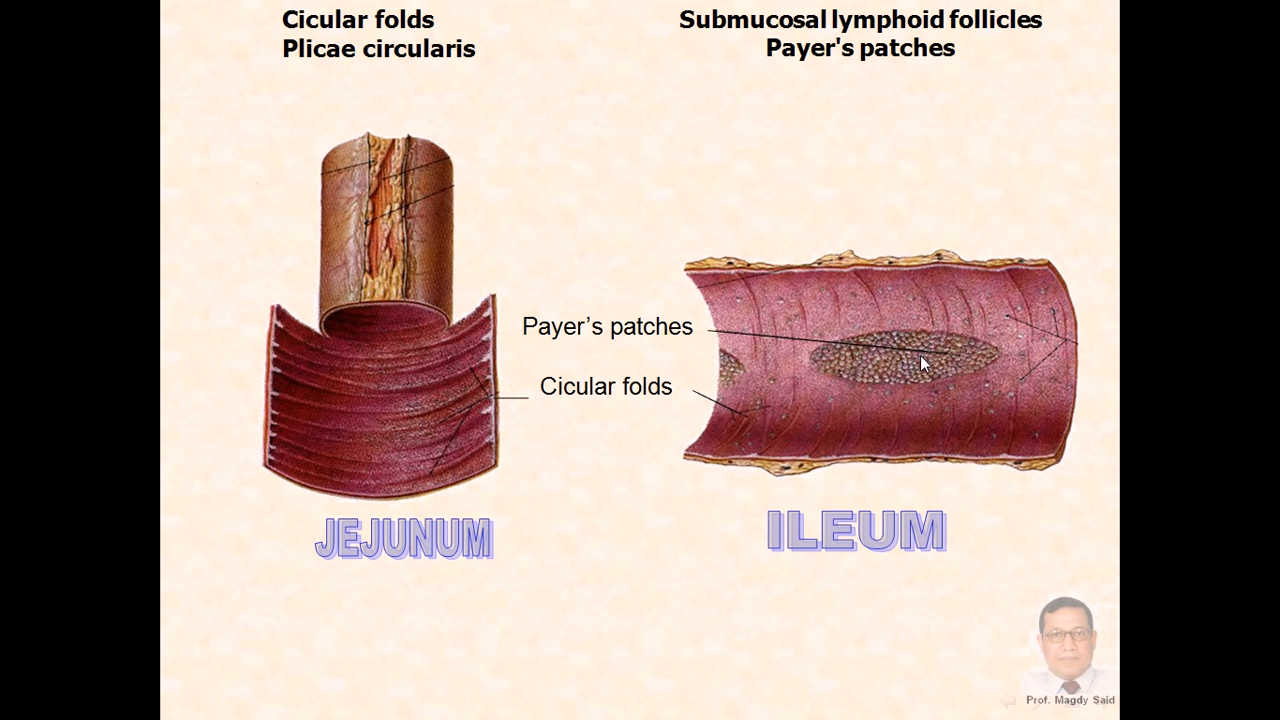 Cicular folds
Plicae circularis
Submucosal lymphoid follicles
Payer's patches
Payer’s patches
Cicular folds
JEJUNUM
ILEUM
Prof. Magdy Said